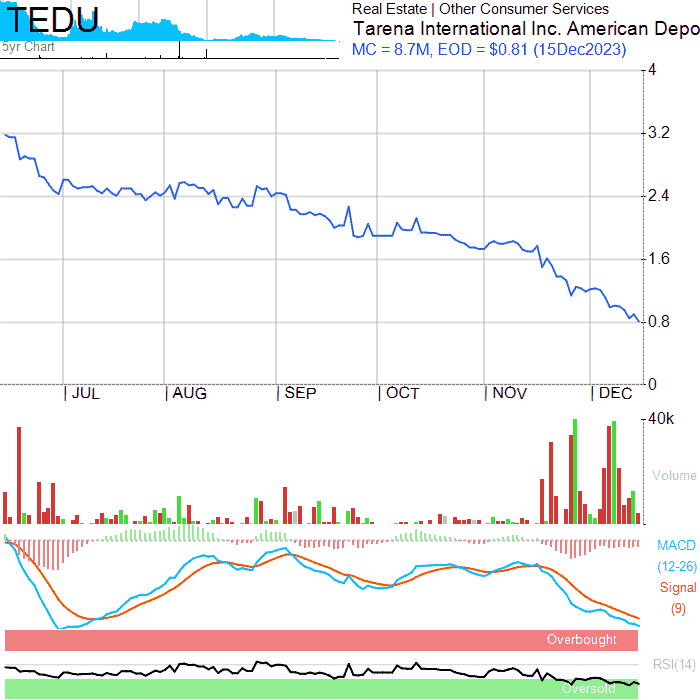 TEDU
5yr Chart
Real Estate | Other Consumer Services
Tarena International Inc. American Depo
MC = 8.7M, EOD = $0.81 (15Dec2023)
4
3.2
2.4
1.6
0.8
0
JUL AUG SEP OCT NOV DEC
40k
Volume
MACD
(12-26)
Signal
(9)
Overbought
RSI(14)
Oversold